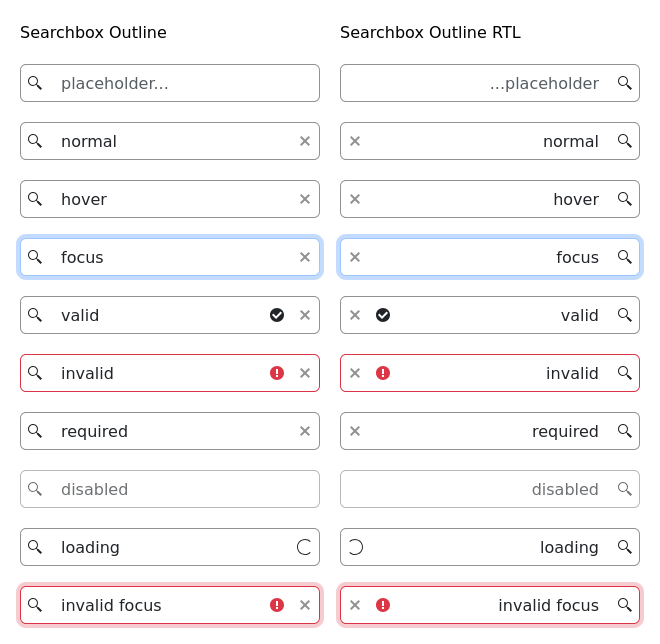 Searchbox Outline
placeholder...
normal
hover
focus
valid
invalid
required
disabled
loading
invalid focus
Searchbox Outline RTL
...placeholder
normal
hover
focus
valid
invalid
required
disabled
loading
invalid focus